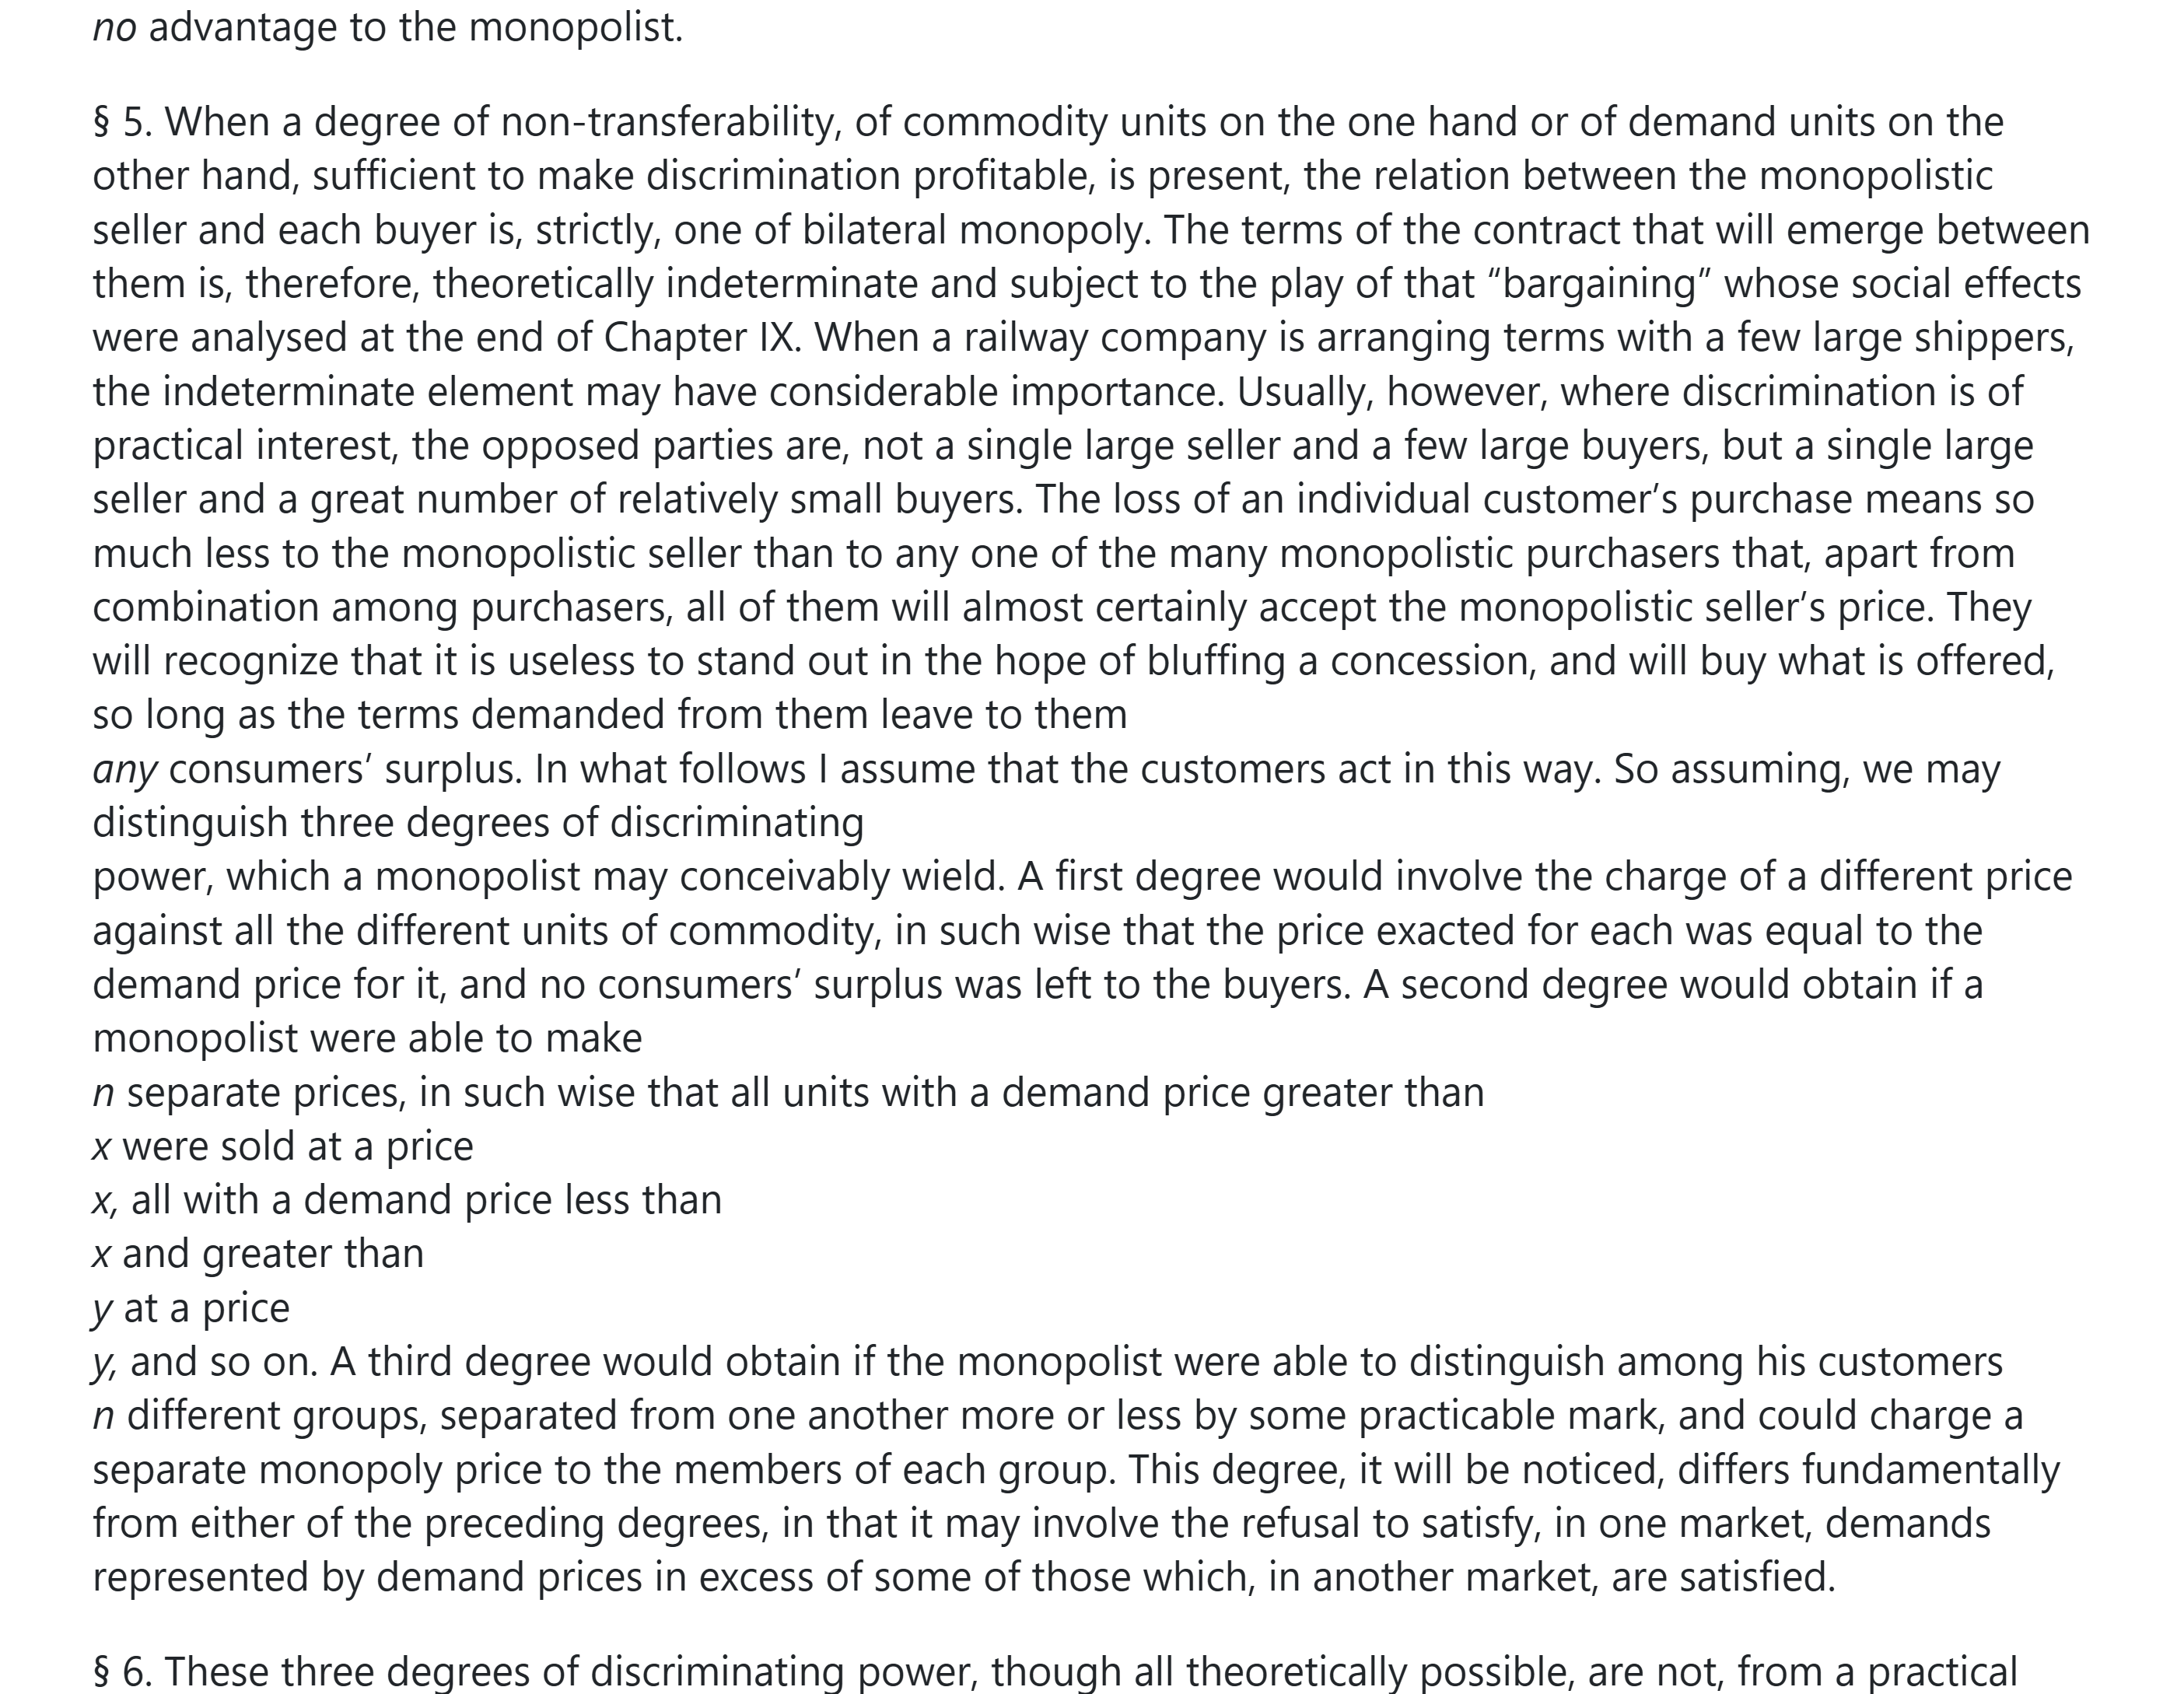 no advantage to the monopolist.
§ 5. When a degree of non-transferability, of commodity units on the one hand or of demand units on the
other hand, sufficient to make discrimination profitable, is present, the relation between the monopolistic
seller and each buyer is, strictly, one of bilateral monopoly. The terms of the contract that will emerge between
them is, therefore, theoretically indeterminate and subject to the play of that “bargaining” whose social effects
were analysed at the end of Chapter IX. When a railway company is arranging terms with a few large shippers,
the indeterminate element may have considerable importance. Usually, however, where discrimination is of
practical interest, the opposed parties are, not a single large seller and a few large buyers, but a single large
seller and a great number of relatively small buyers. The loss of an individual customer’s purchase means so
much less to the monopolistic seller than to any one of the many monopolistic purchasers that, apart from
combination among purchasers, all of them will almost certainly accept the monopolistic seller’s price. They
will recognize that it is useless to stand out in the hope of bluffing a concession, and will buy what is offered,
so long as the terms demanded from them leave to them
any consumers’ surplus. In what follows I assume that the customers act in this way. So assuming, we may
distinguish three degrees of discriminating
power, which a monopolist may conceivably wield. A first degree would involve the charge of a different price
against all the different units of commodity, in such wise that the price exacted for each was equal to the
demand price for it, and no consumers’ surplus was left to the buyers. A second degree would obtain if a
monopolist were able to make
n separate prices, in such wise that all units with a demand price greater than
x were sold at a price
x, all with a demand price less than
x and greater than
y at a price
y, and so on. A third degree would obtain if the monopolist were able to distinguish among his customers
n different groups, separated from one another more or less by some practicable mark, and could charge a
separate monopoly price to the members of each group. This degree, it will be noticed, differs fundamentally
from either of the preceding degrees, in that it may involve the refusal to satisfy, in one market, demands
represented by demand prices in excess of some of those which, in another market, are satisfied.
§ 6. These three degrees of discriminating power, though all theoretically possible, are not, from a practical